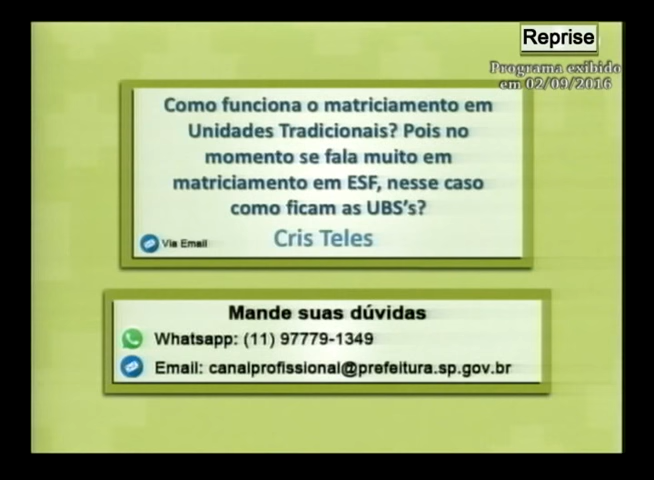 Reprise
Programa exibido
em 02/09/2016
Como funciona o matriciamento em
Unidades Tradicionais? Pois no
momento se fala muito em
matriciamento em ESF, nesse caso
como ficam as UBS's?
Via Email
Cris Teles
Mande suas dúvidas
Whatsapp: (11) 97779-1349
Email: canalprofissional@prefeitura.sp.gov.br